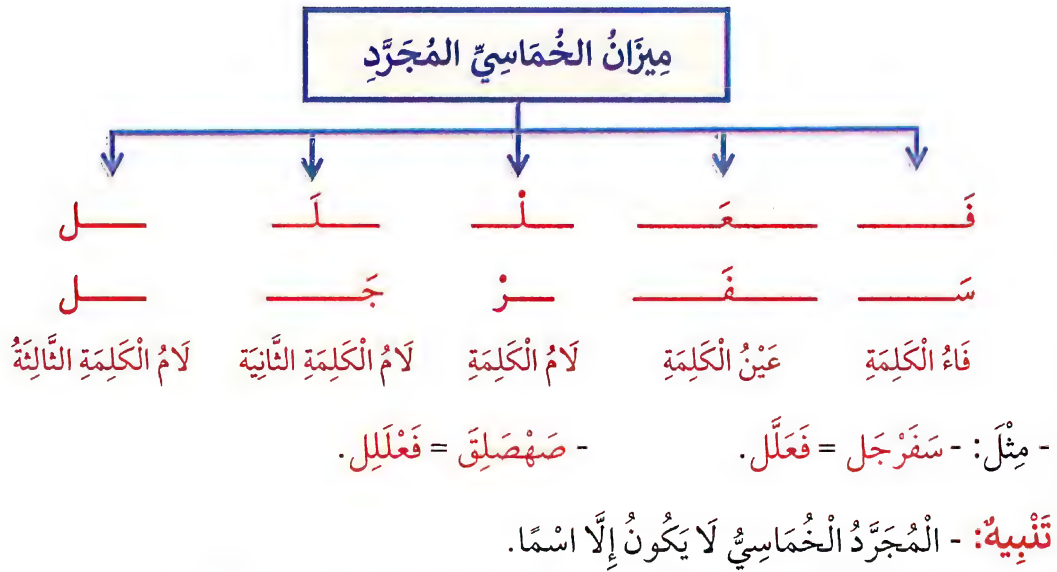 مِيزَانُ الخُمَاسِيِّ المُجَرَّدِ
فَـــــ ـــــعَـــــ ـــــلْـــــ ـــــلَـــــ ـــــل
سَـــــ ـــــفَـــــ ـــــرْ جَـــــ ـــــل
فَاءُ الْكَلِمَةِ عَيْنُ الْكَلِمَةِ لَامُ الْكَلِمَةِ لَامُ الْكَلِمَةِ الثَّانِيَة لَامُ الْكَلِمَةِ الثَّالِثَةُ
- مِثْلَ: - سَفَرْجَل = فَعَلَّل. - صَهْصَلِقَ = فَعْلَلِل.
تَنْبِيهٌ: - الْمُجَرَّدُ الْخُمَاسِيُّ لَا يَكُونُ إِلَّا اسْمًا.